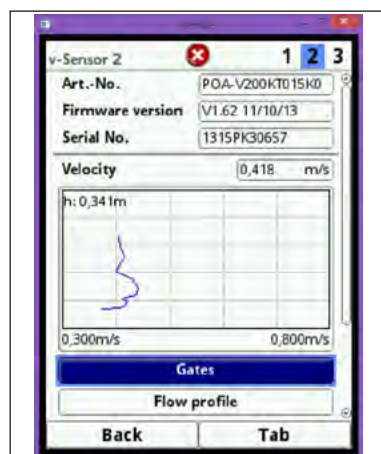 v-Sensor 2 1 2 3
Art.-No. POA-V200KT015K0
Firmware version V1.62 11/10/13
Serial No. 1315PK30657
Velocity 0,418 m/s
h: 0,341m
0,300m/s 0,800m/s
Gates
Flow profile
Back Tab